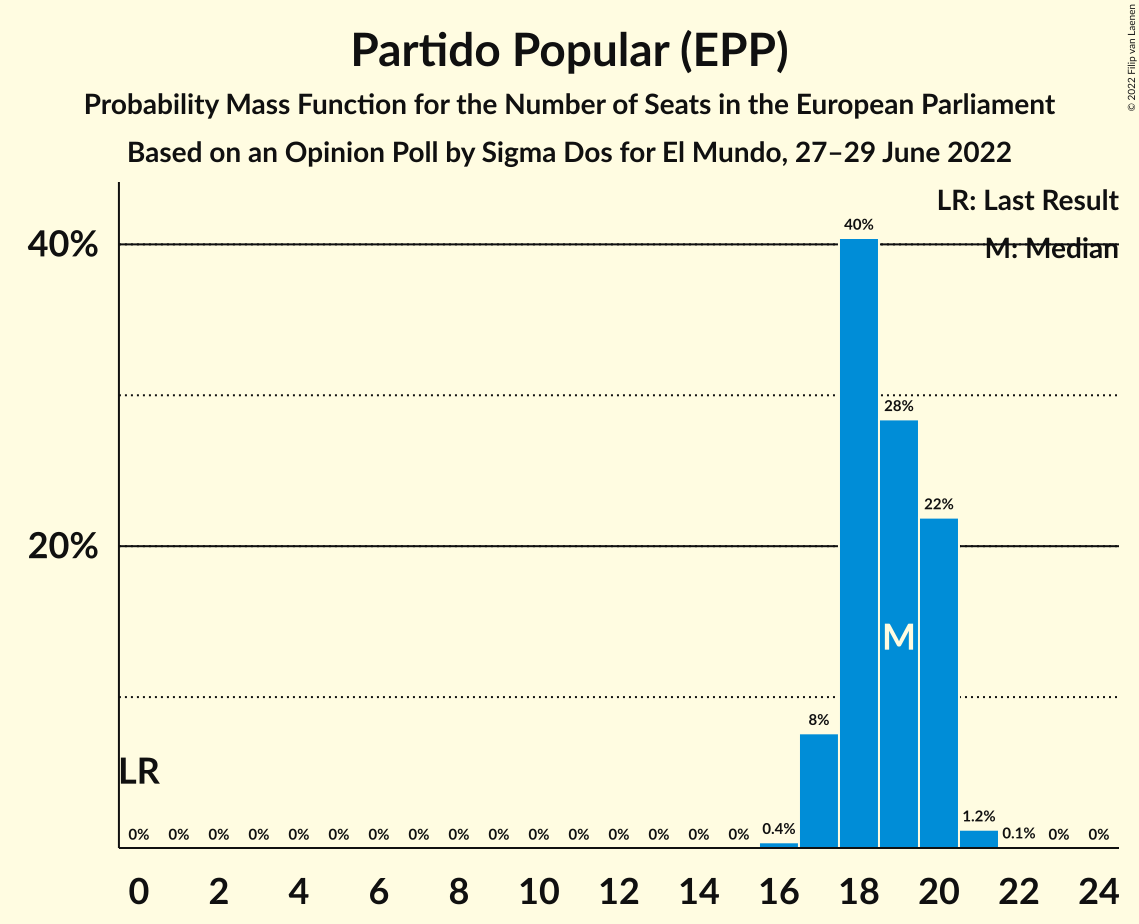 Partido Popular (EPP)
Probability Mass Function for the Number of Seats in the European Parliament
Based on an Opinion Poll by Sigma Dos for El Mundo, 27–29 June 2022
© 2022 Filip van Laenen
LR: Last Result
M: Median
40%
20%
40%
28%
22%
8%
1.2%
0.4%
0.1%
M
LR
0% 0% 0% 0% 0% 0% 0% 0% 0% 0% 0% 0% 0% 0% 0% 0% 0% 0%
0 2 4 6 8 10 12 14 16 18 20 22 24